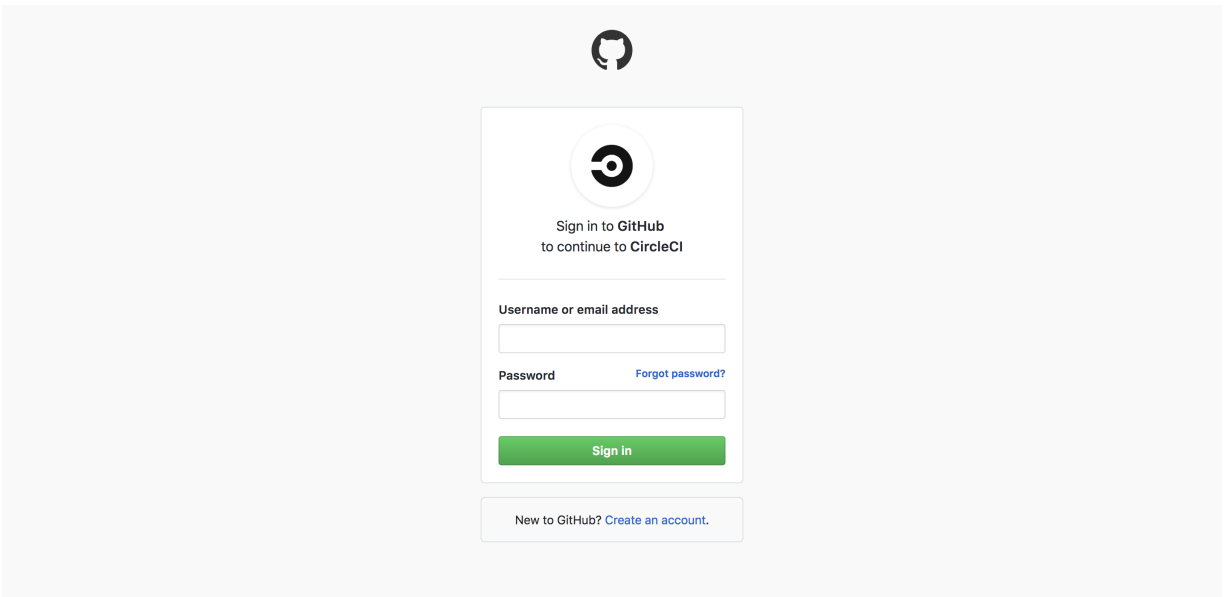 Sign in to GitHub
to continue to CircleCI
Username or email address
Password Forgot password?
Sign in
New to GitHub? Create an account.